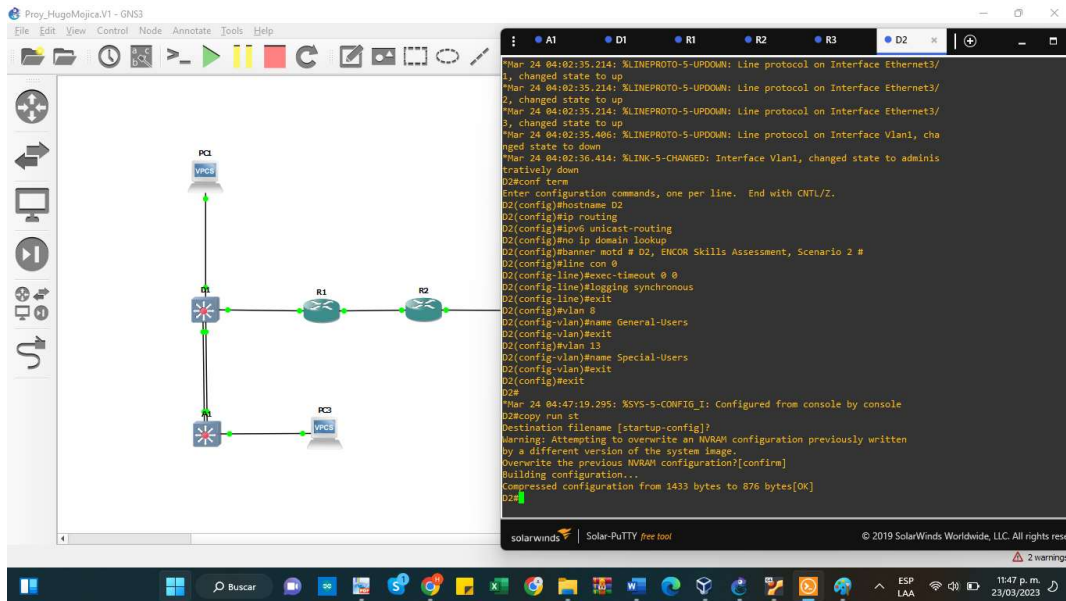 Proy_HugoMojica.V1 - GNS3
File Edit View Control Node Annotate Tools Help
PC1
VPCS
D1
R1
R2
A1
PC3
VPCS
A1 D1 R1 R2 R3 D2
*Mar 24 04:02:35.214: %LINEPROTO-5-UPDOWN: Line protocol on Interface Ethernet3/
1, changed state to up
*Mar 24 04:02:35.214: %LINEPROTO-5-UPDOWN: Line protocol on Interface Ethernet3/
2, changed state to up
*Mar 24 04:02:35.214: %LINEPROTO-5-UPDOWN: Line protocol on Interface Ethernet3/
3, changed state to up
*Mar 24 04:02:35.406: %LINEPROTO-5-UPDOWN: Line protocol on Interface Vlan1, cha
nged state to down
*Mar 24 04:02:36.414: %LINK-5-CHANGED: Interface Vlan1, changed state to adminis
tratively down
D2#conf term
Enter configuration commands, one per line. End with CNTL/Z.
D2(config)#hostname D2
D2(config)#ip routing
D2(config)#ipv6 unicast-routing
D2(config)#no ip domain lookup
D2(config)#banner motd # D2, ENCOR Skills Assessment, Scenario 2 #
D2(config)#line con 0
D2(config-line)#exec-timeout 0 0
D2(config-line)#logging synchronous
D2(config-line)#exit
D2(config)#vlan 8
D2(config-vlan)#name General-Users
D2(config-vlan)#exit
D2(config)#vlan 13
D2(config-vlan)#name Special-Users
D2(config-vlan)#exit
D2(config)#exit
D2#
*Mar 24 04:47:19.295: %SYS-5-CONFIG_I: Configured from console by console
D2#copy run st
Destination filename [startup-config]?
Warning: Attempting to overwrite an NVRAM configuration previously written
by a different version of the system image.
Overwrite the previous NVRAM configuration?[confirm]
Building configuration...
Compressed configuration from 1433 bytes to 876 bytes[OK]
D2#
solarwinds Solar-PuTTY free tool © 2019 SolarWinds Worldwide, LLC. All rights rese
2 warnings
Buscar
ESP
LAA
11:47 p. m.
23/03/2023